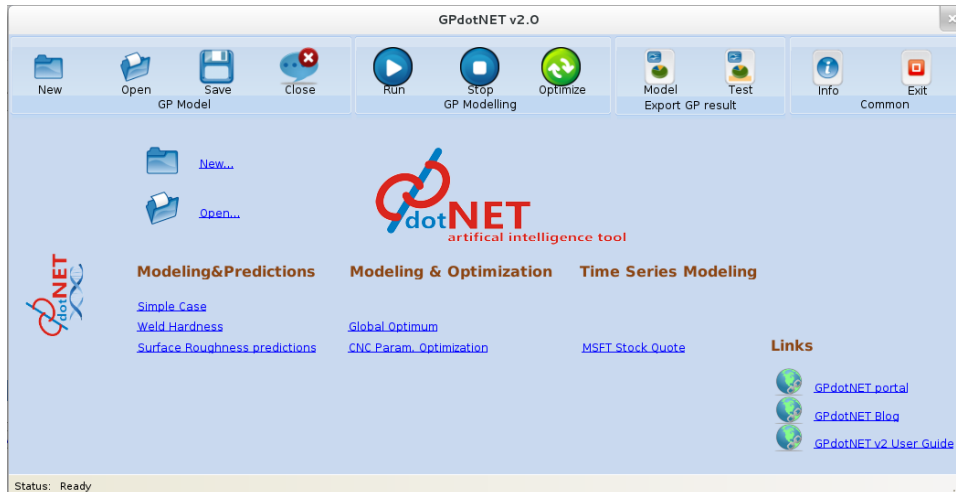 GPdotNET v2.0
New Open Save Close Run Stop Optimize Model Test Info Exit
GP Model GP Modelling Export GP result Common
New...
Open...
dotNET
artifical intelligence tool
dotNET
Modeling&Predictions Modeling & Optimization Time Series Modeling
Simple Case
Weld Hardness Global Optimum
Surface Roughness predictions CNC Param. Optimization MSFT Stock Quote
Links
GPdotNET portal
GPdotNET Blog
GPdotNET v2 User Guide
Status: Ready